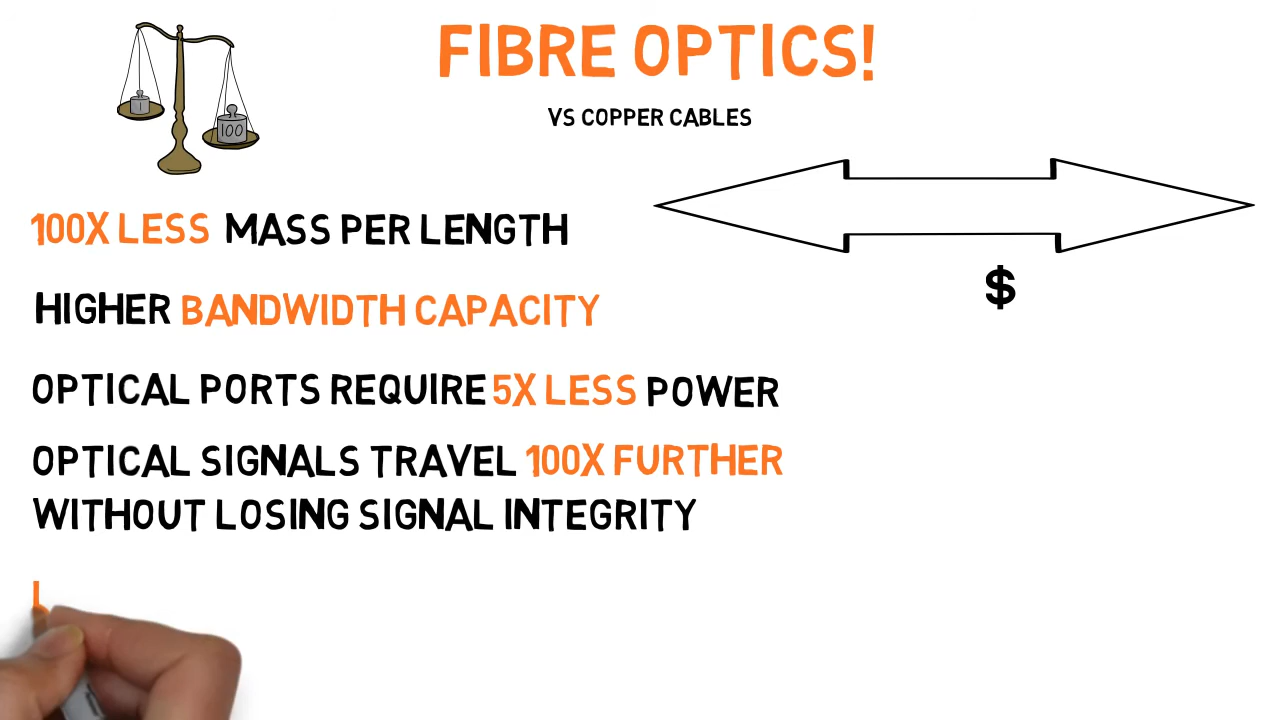 FIBRE OPTICS!
VS COPPER CABLES
1
100
100X LESS MASS PER LENGTH
$
HIGHER BANDWIDTH CAPACITY
OPTICAL PORTS REQUIRE 5X LESS POWER
OPTICAL SIGNALS TRAVEL 100X FURTHER
WITHOUT LOSING SIGNAL INTEGRITY